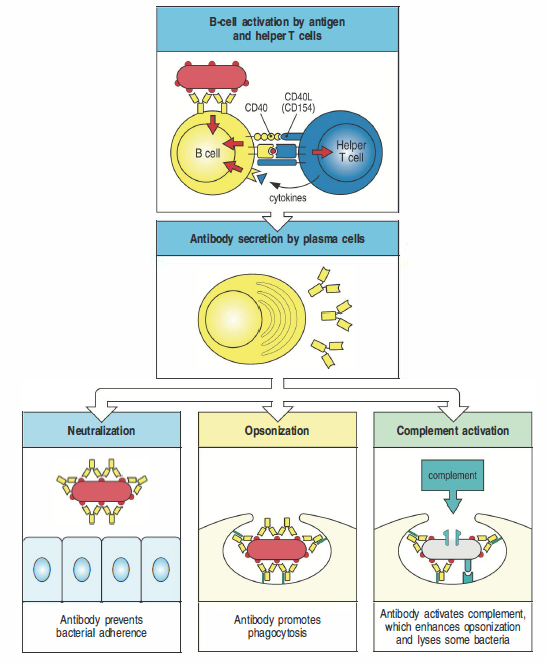 B-cell activation by antigen
and helper T cells
CD40L
(CD154)
CD40
B cell
Helper
T cell
cytokines
Antibody secretion by plasma cells
Neutralization
Opsonization
Complement activation
complement
Antibody prevents
bacterial adherence
Antibody promotes
phagocytosis
Antibody activates complement,
which enhances opsonization
and lyses some bacteria